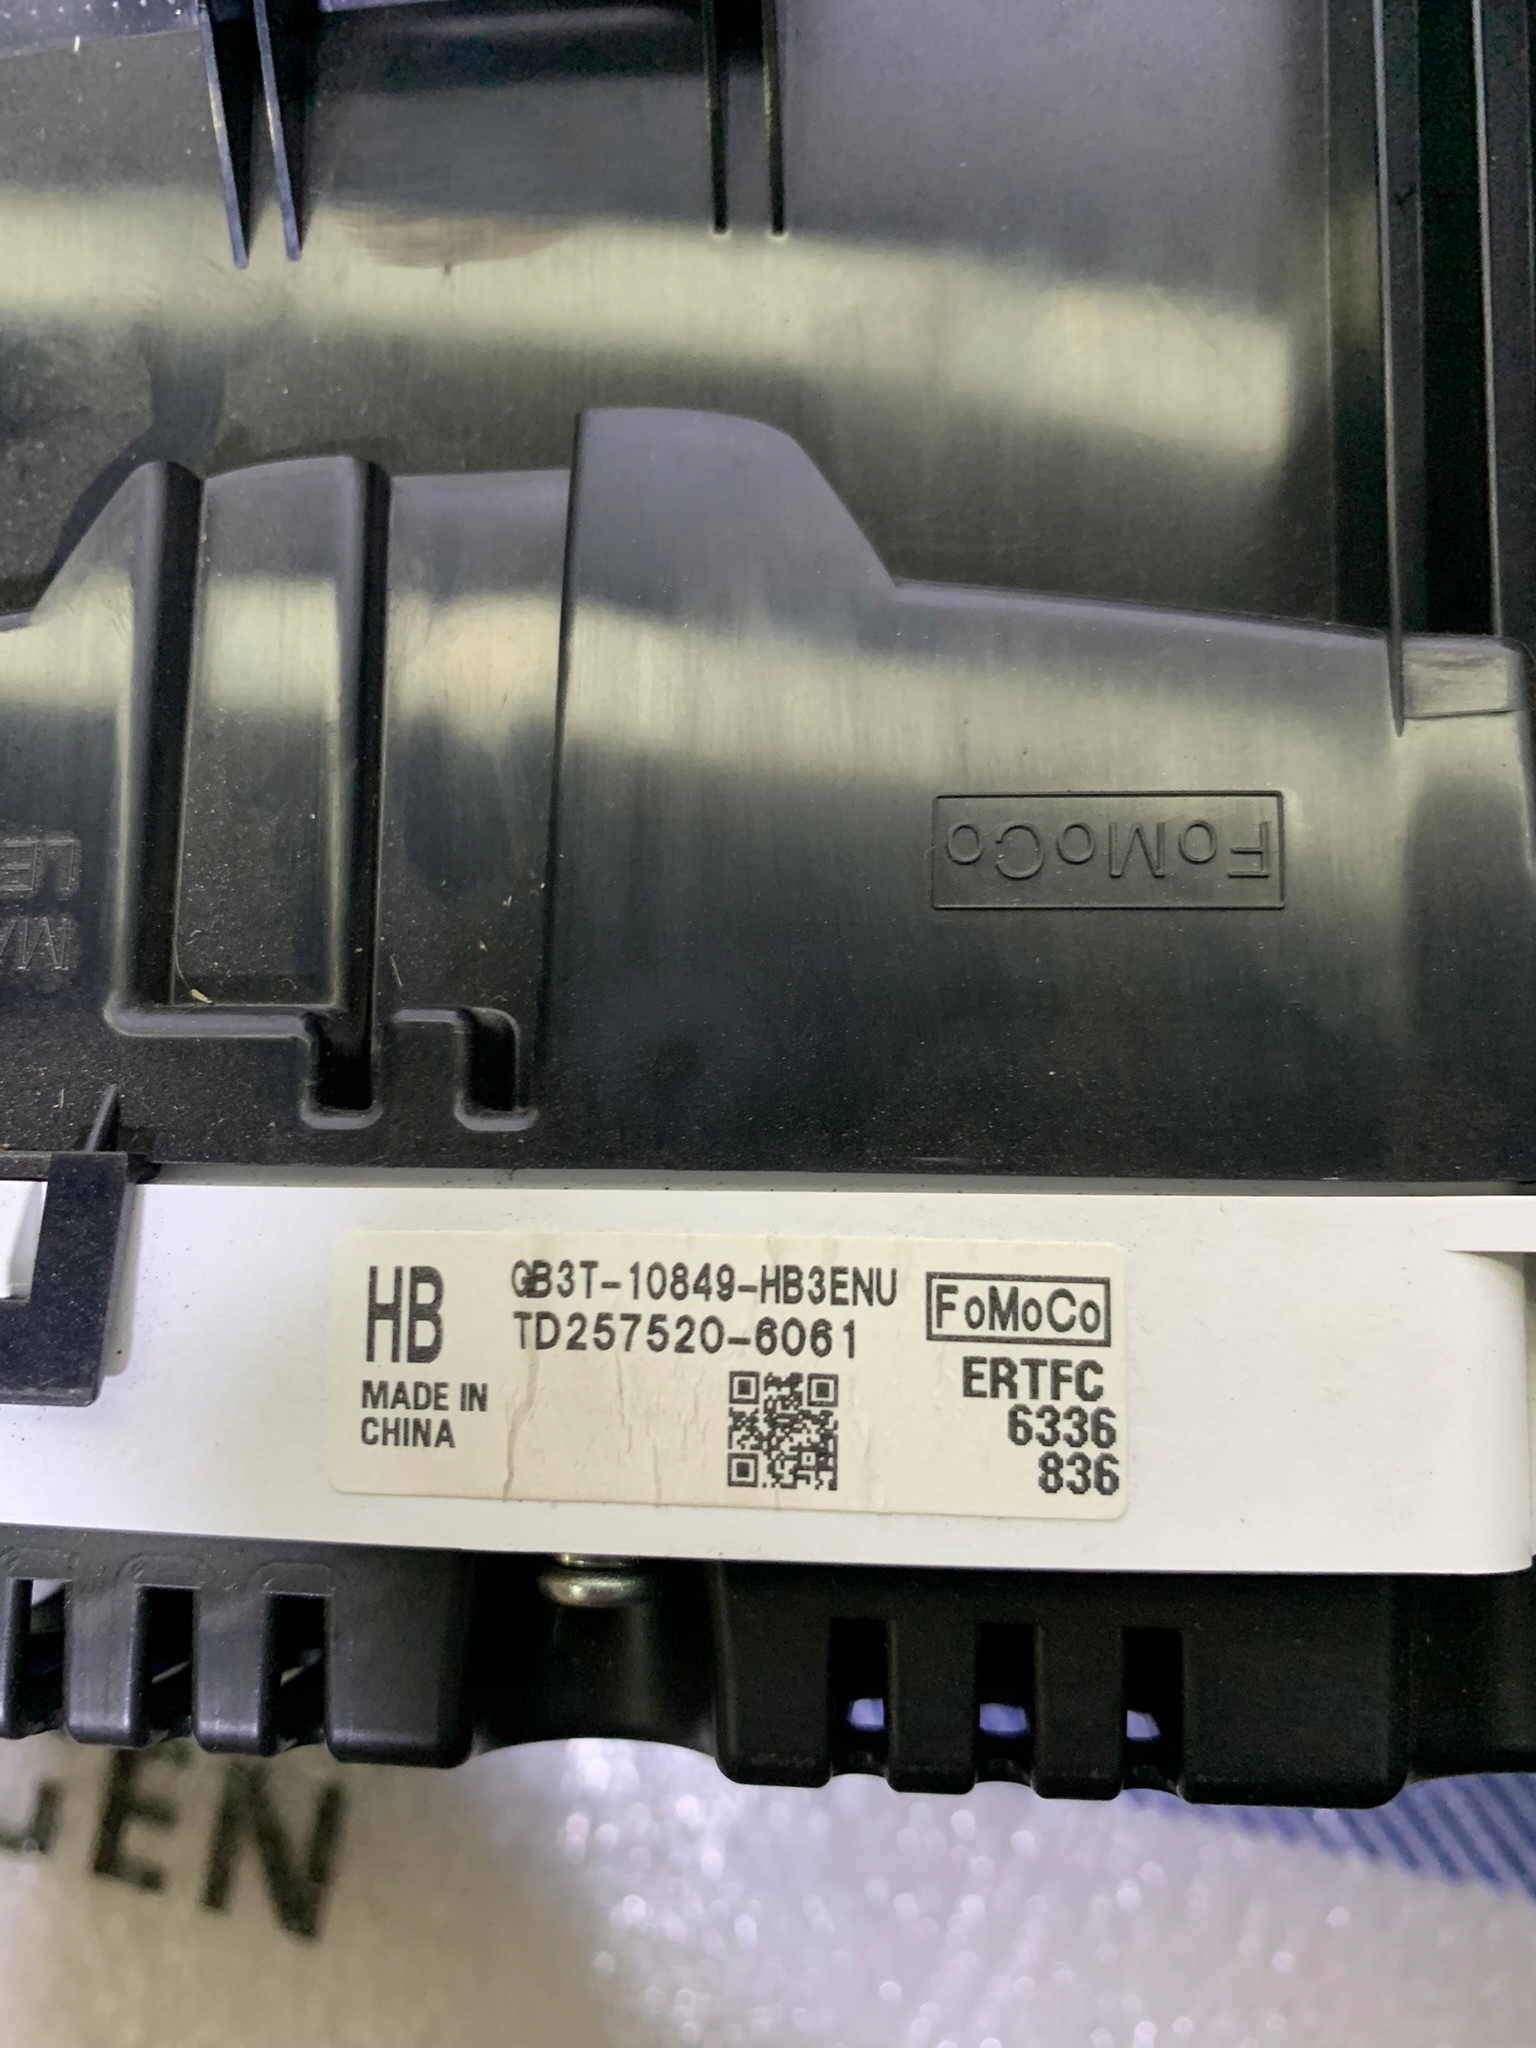 FoMoCo
HB
GB3T-10849-HB3ENU
TD257520-6061
FoMoCo
MADE IN
CHINA
ERTFC
6336
836